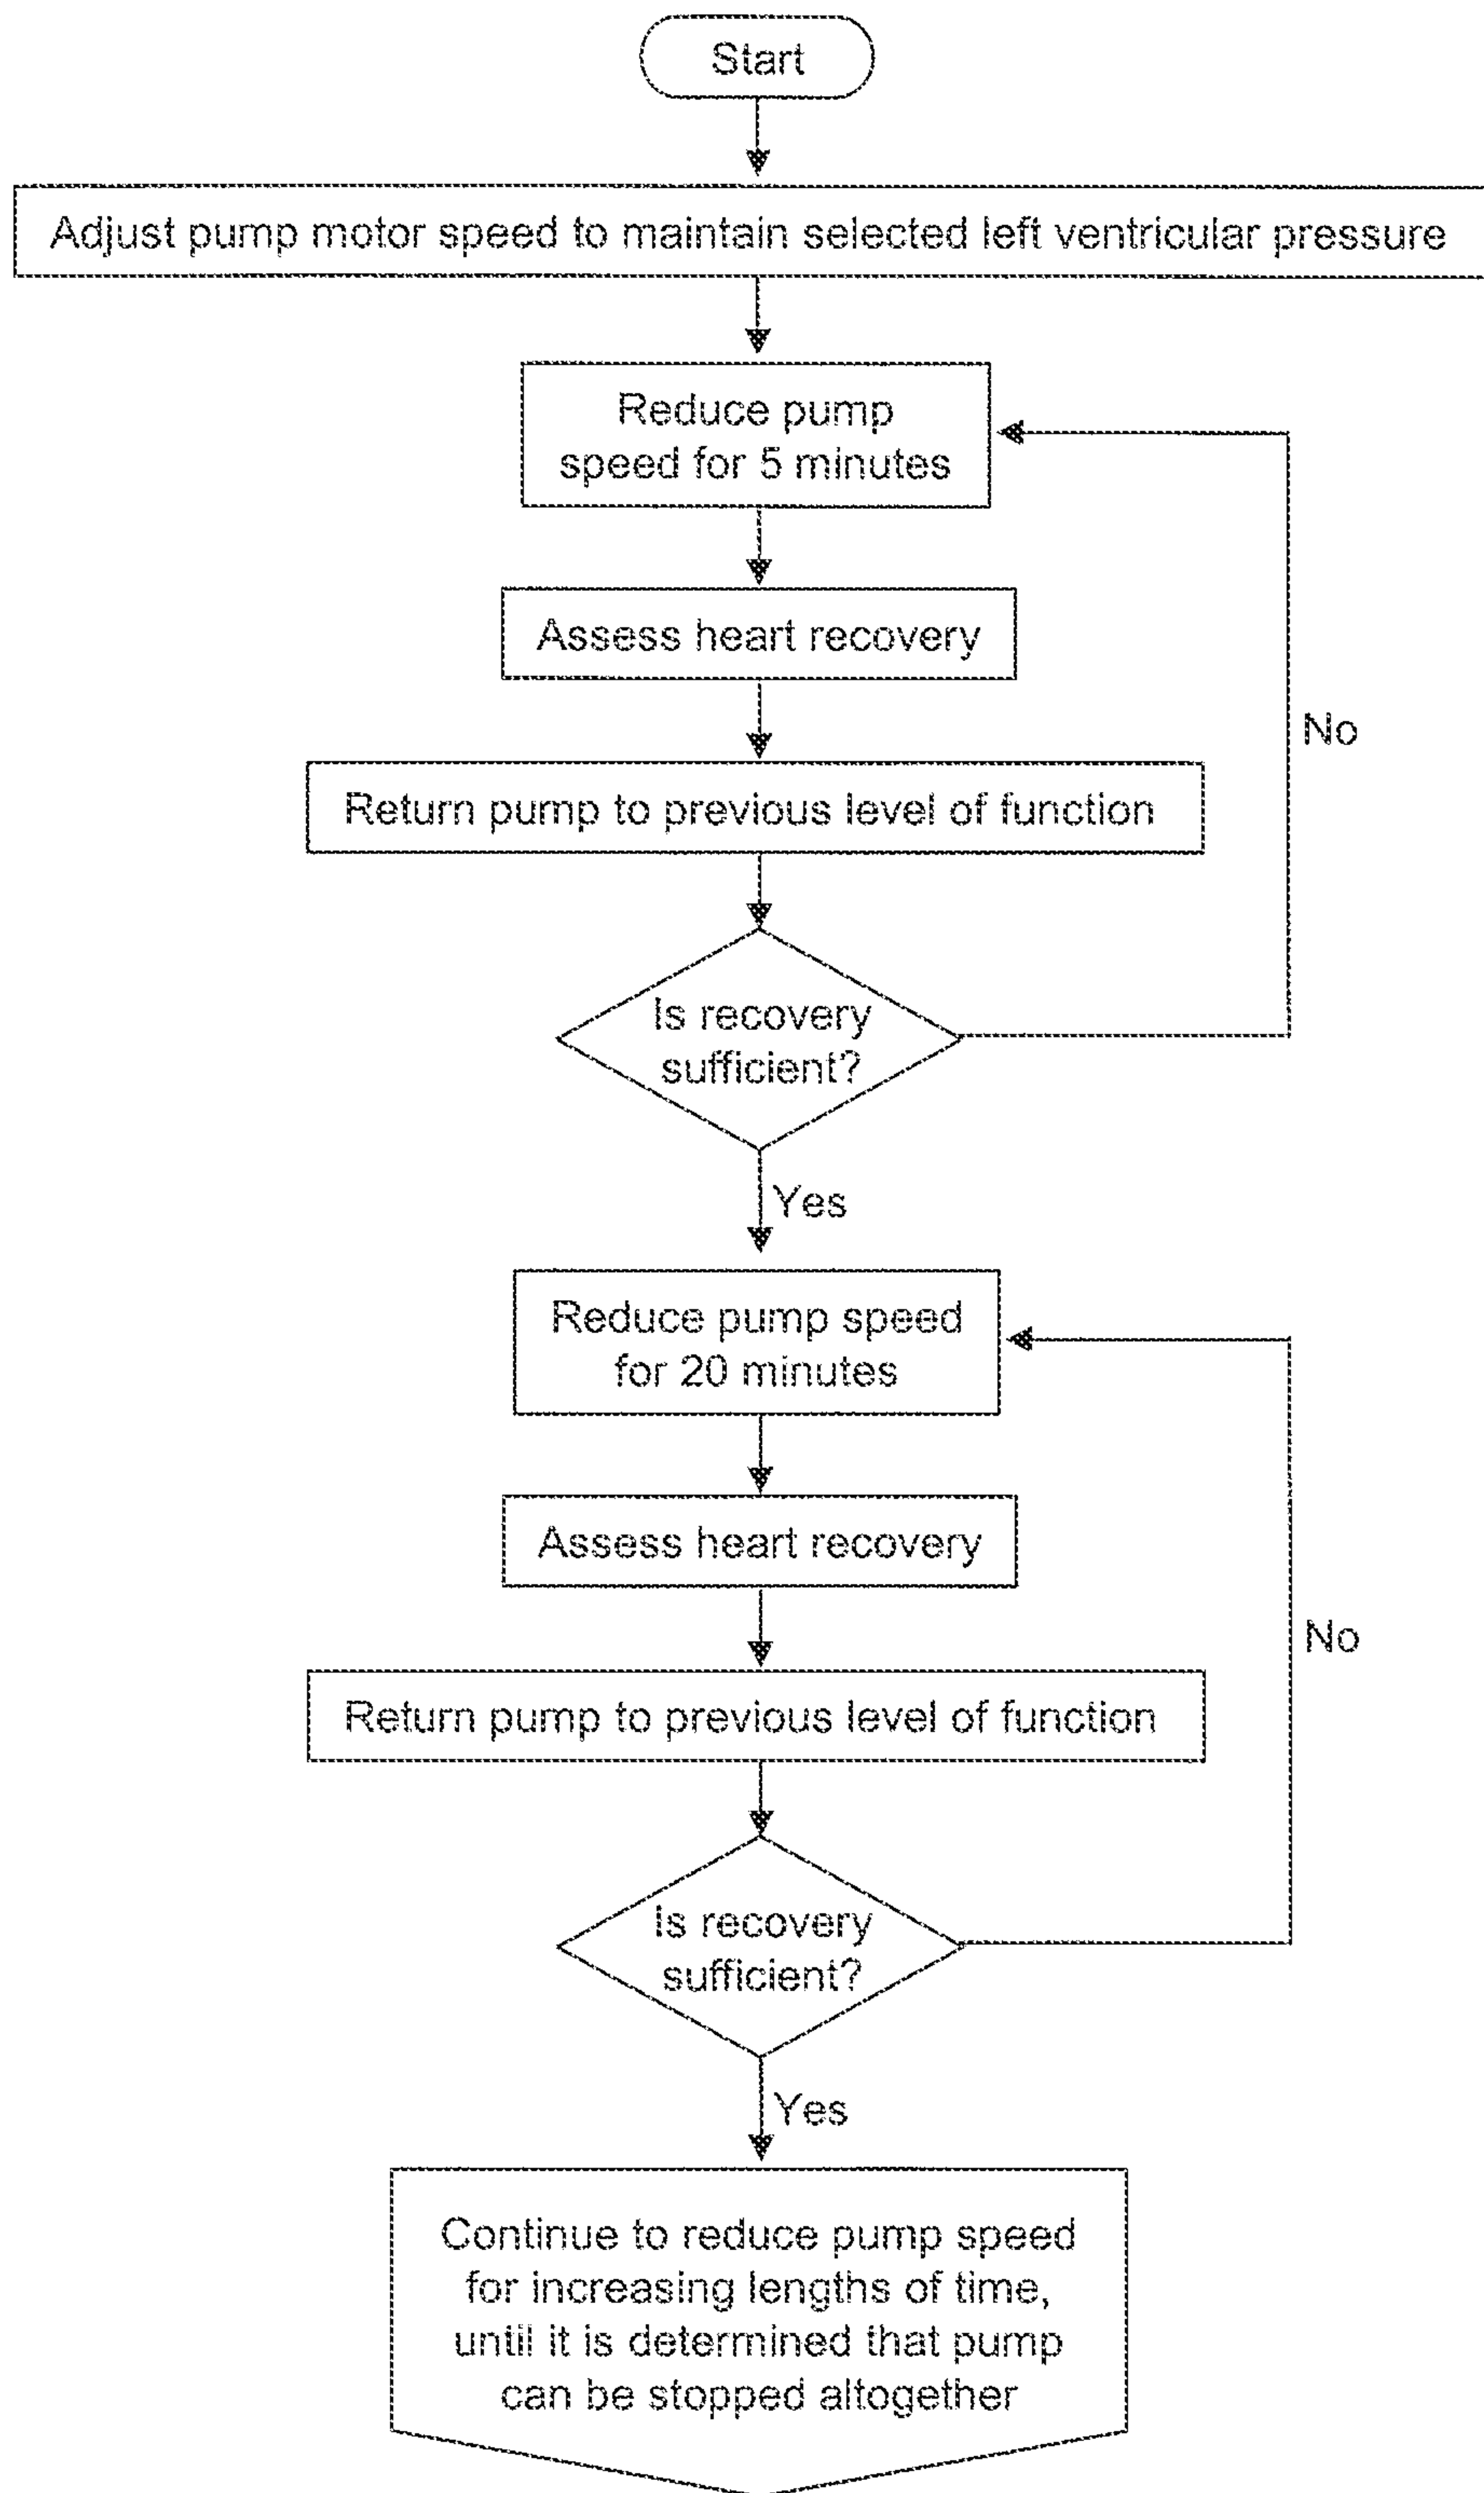 Start
Adjust pump motor speed to maintain selected left ventricular pressure
Reduce pump
speed for 5 minutes
Assess heart recovery
No
Return pump to previous level of function
Is recovery
sufficient?
Yes
Reduce pump speed
for 20 minutes
Assess heart recovery
No
Return pump to previous level of function
Is recovery
sufficient?
Yes
Continue to reduce pump speed
for increasing lengths of time,
until it is determined that pump
can be stopped altogether